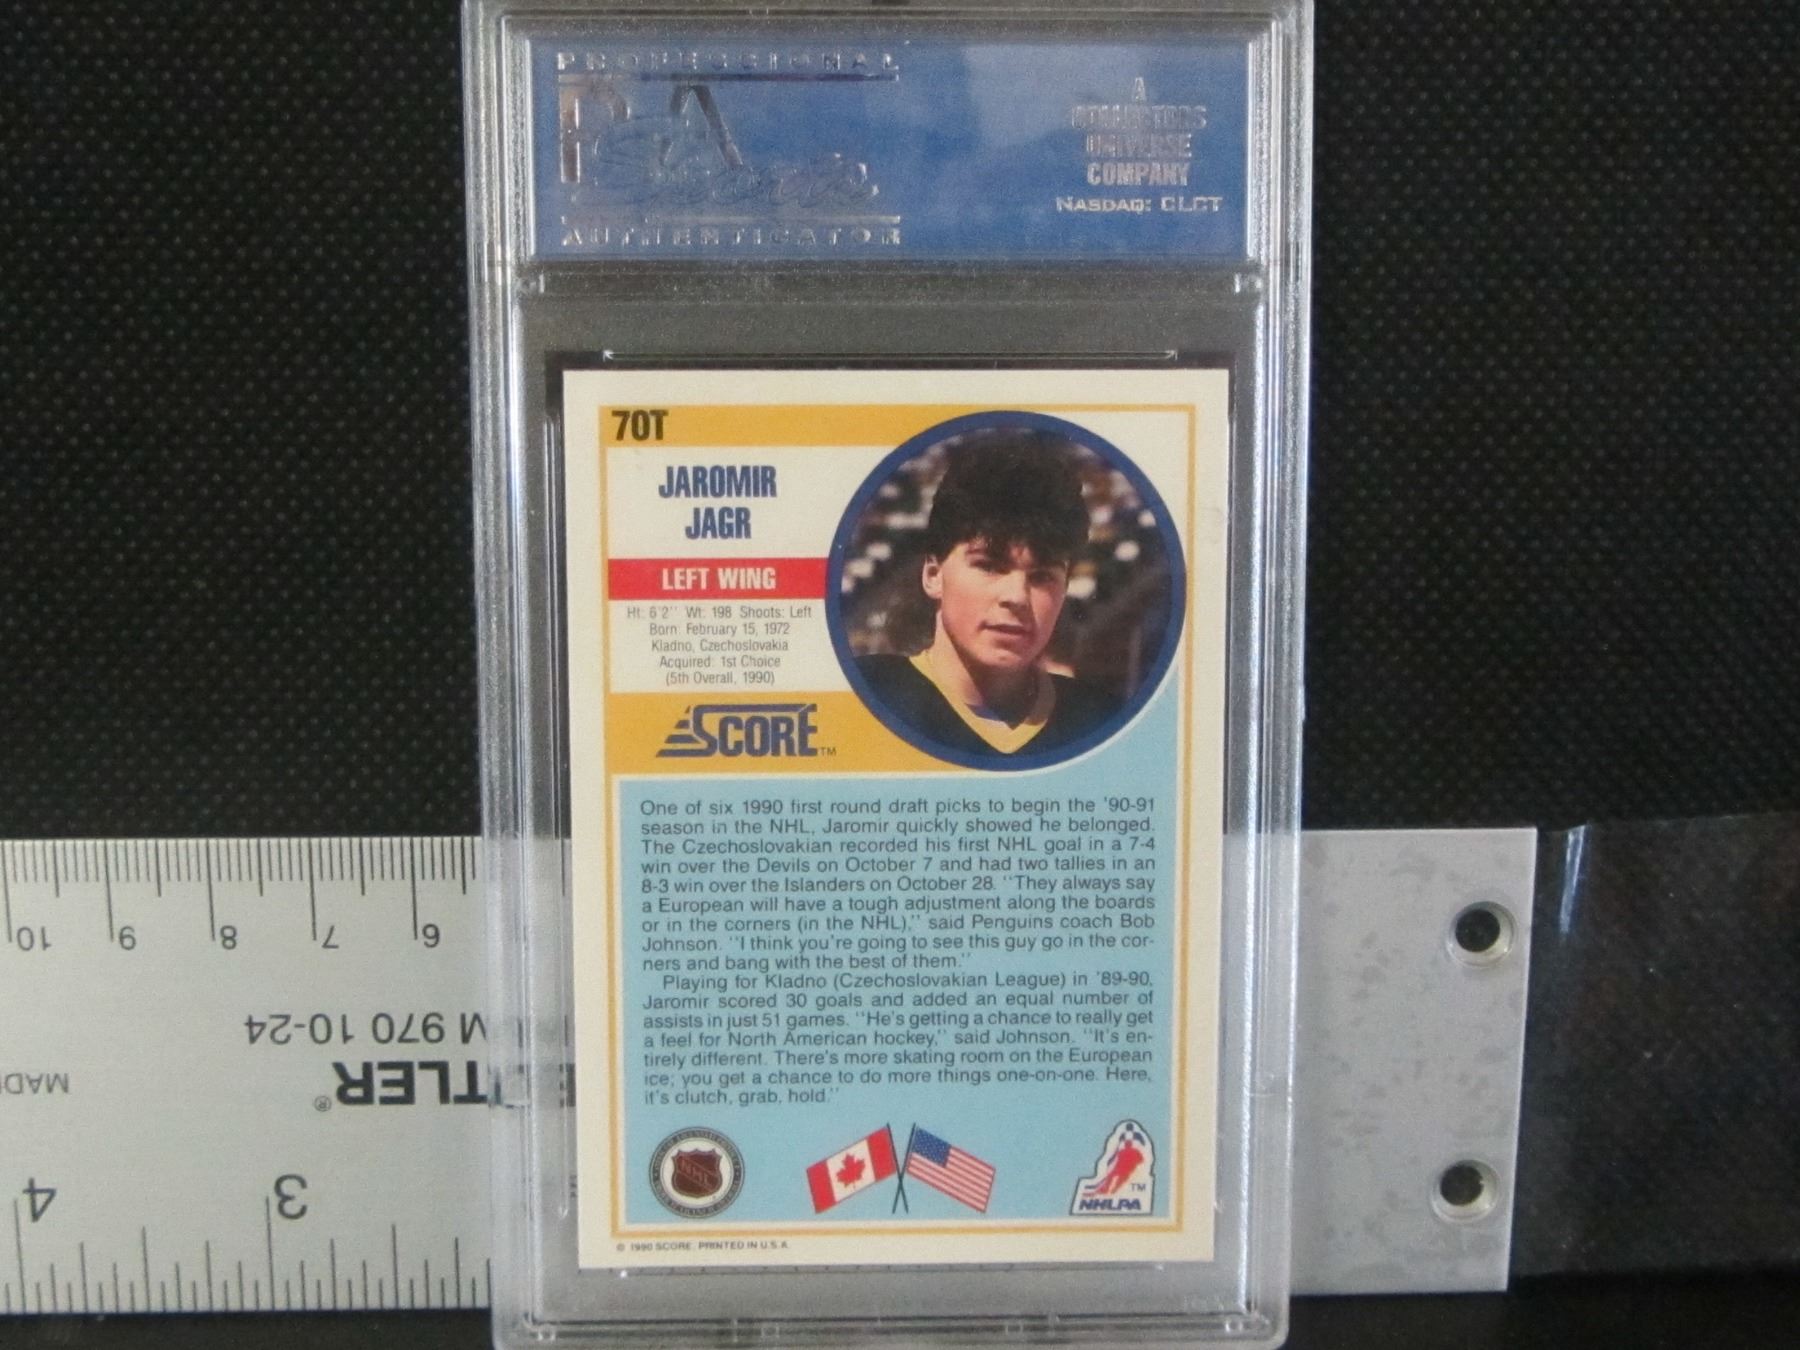 PROFESSIONAL
PSA
Sports
AUTHENTICATOR
A
COLLECTORS
UNIVERSE
COMPANY
NASDAQ: CLCT
70T
JAROMIR
JAGR
LEFT WING
Ht: 6'2'' Wt: 198 Shoots: Left
Born: February 15, 1972
Kladno, Czechoslovakia
Acquired: 1st Choice
(5th Overall, 1990)
SCORE™
One of six 1990 first round draft picks to begin the '90-91
season in the NHL, Jaromir quickly showed he belonged.
The Czechoslovakian recorded his first NHL goal in a 7-4
win over the Devils on October 7 and had two tallies in an
8-3 win over the Islanders on October 28. ''They always say
a European will have a tough adjustment along the boards
or in the corners (in the NHL),'' said Penguins coach Bob
Johnson. ''I think you're going to see this guy go in the cor-
ners and bang with the best of them.''
Playing for Kladno (Czechoslovakian League) in '89-90,
Jaromir scored 30 goals and added an equal number of
assists in just 51 games. ''He's getting a chance to really get
a feel for North American hockey,'' said Johnson. ''It's en-
tirely different. There's more skating room on the European
ice; you get a chance to do more things one-on-one. Here,
it's clutch, grab, hold.''
NHL
TM
NHLPA
© 1990 SCORE, PRINTED IN U.S.A.
10 9 8 7 6
M 970 10-24
TLER®
MAD
4 3